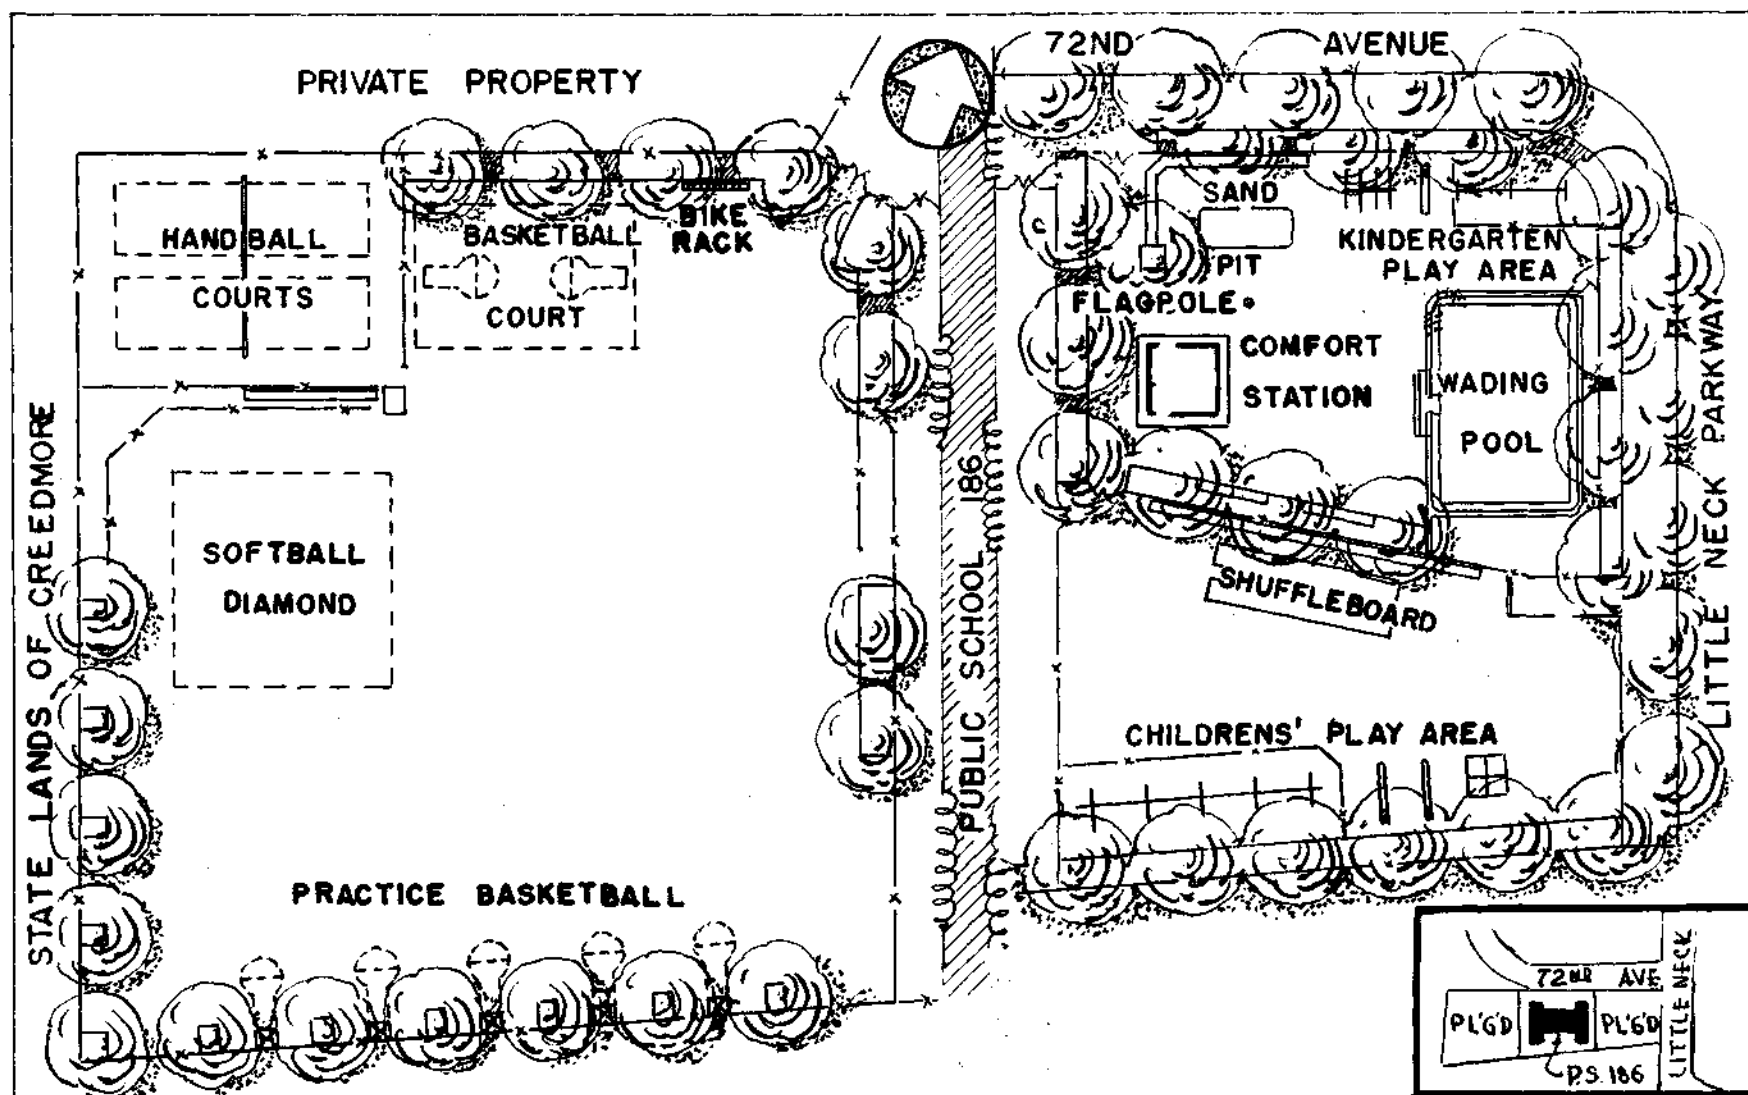 72ND AVENUE
PRIVATE PROPERTY
HANDBALL
COURTS
BASKETBALL
COURT
BIKE
RACK
SAND
PIT
KINDERGARTEN
PLAY AREA
FLAGPOLE
COMFORT
STATION
WADING
POOL
STATE LANDS OF CREEDMORE
SOFTBALL
DIAMOND
PUBLIC SCHOOL 186
SHUFFLEBOARD
LITTLE NECK PARKWAY
CHILDRENS' PLAY AREA
PRACTICE BASKETBALL
72ND AVE
PL'G'D
PL'G'D
P.S. 186
LITTLE NECK